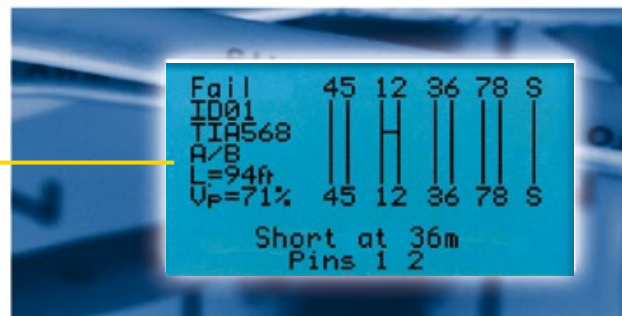 Fail 45 12 36 78 S
ID01
TIA568
A/B
L=94ft
Vp=71% 45 12 36 78 S
Short at 36m
Pins 1 2